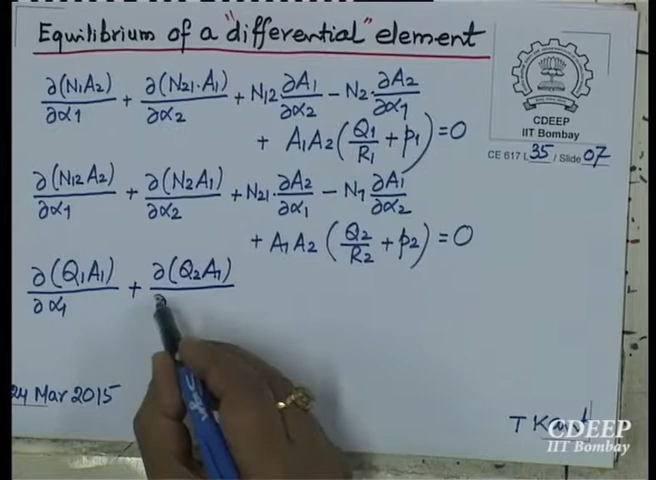 Equilibrium of a "differential" element
∂(N₁A₂)/∂α₁ + ∂(N₂₁·A₁)/∂α₂ + N₁₂ ∂A₁/∂α₂ − N₂·∂A₂/∂α₁
+ A₁A₂(Q₁/R₁ + p₁) = 0
∂(N₁₂A₂)/∂α₁ + ∂(N₂A₁)/∂α₂ + N₂₁·∂A₂/∂α₁ − N₁ ∂A₁/∂α₂
+ A₁A₂(Q₂/R₂ + p₂) = 0
∂(Q₁A₁)/∂α₁ + ∂(Q₂A₁)/∂
CDEEP
IIT Bombay
CE 617 L 35 / Slide 07
24 Mar 2015
CDEEP
IIT Bombay